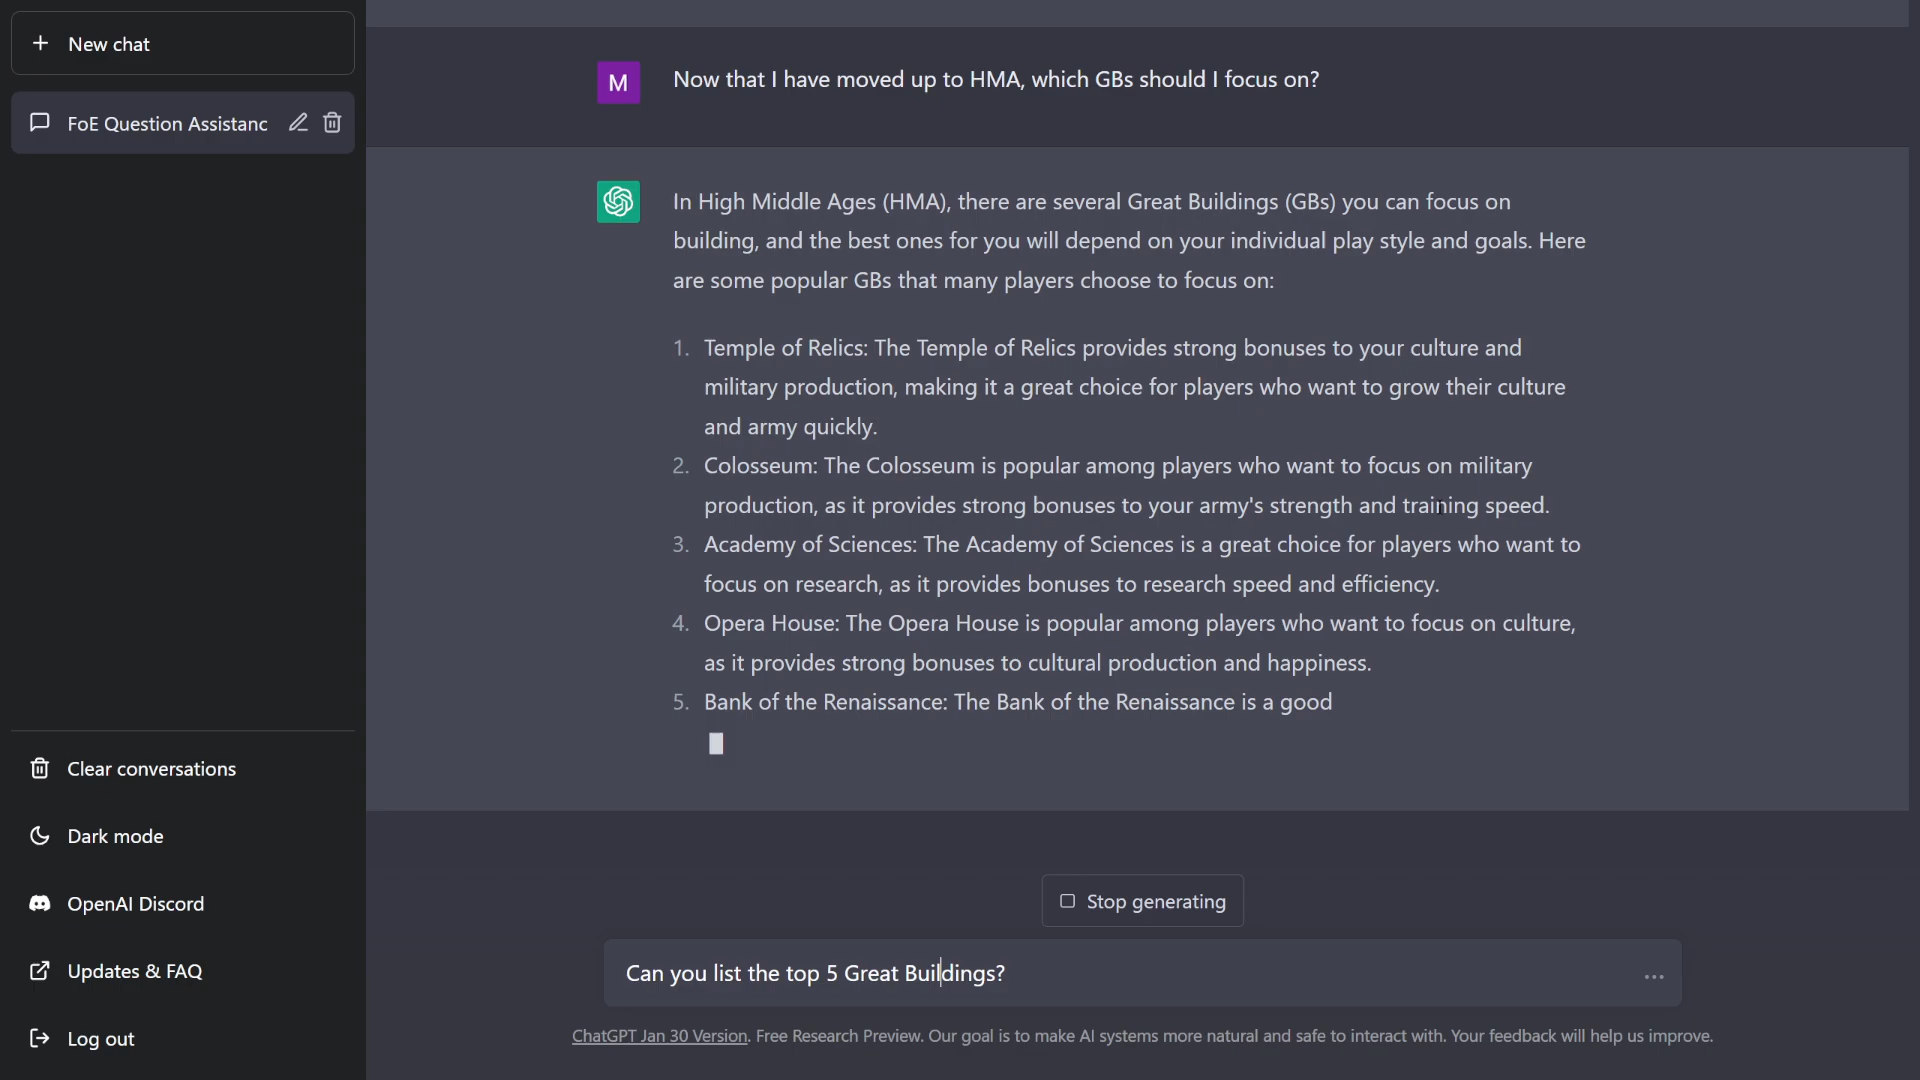 New chat
FoE Question Assistanc
Clear conversations
Dark mode
OpenAI Discord
Updates & FAQ
Log out
M
Now that I have moved up to HMA, which GBs should I focus on?
In High Middle Ages (HMA), there are several Great Buildings (GBs) you can focus on
building, and the best ones for you will depend on your individual play style and goals. Here
are some popular GBs that many players choose to focus on:
1. Temple of Relics: The Temple of Relics provides strong bonuses to your culture and
military production, making it a great choice for players who want to grow their culture
and army quickly.
2. Colosseum: The Colosseum is popular among players who want to focus on military
production, as it provides strong bonuses to your army's strength and training speed.
3. Academy of Sciences: The Academy of Sciences is a great choice for players who want to
focus on research, as it provides bonuses to research speed and efficiency.
4. Opera House: The Opera House is popular among players who want to focus on culture,
as it provides strong bonuses to cultural production and happiness.
5. Bank of the Renaissance: The Bank of the Renaissance is a good
Stop generating
Can you list the top 5 Great Buildings?
ChatGPT Jan 30 Version. Free Research Preview. Our goal is to make AI systems more natural and safe to interact with. Your feedback will help us improve.